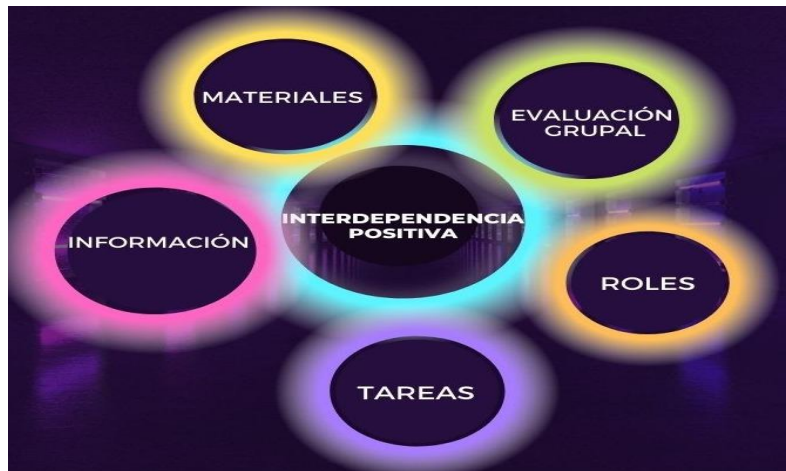 MATERIALES
EVALUACIÓN
GRUPAL
INTERDEPENDENCIA
POSITIVA
INFORMACIÓN
ROLES
TAREAS